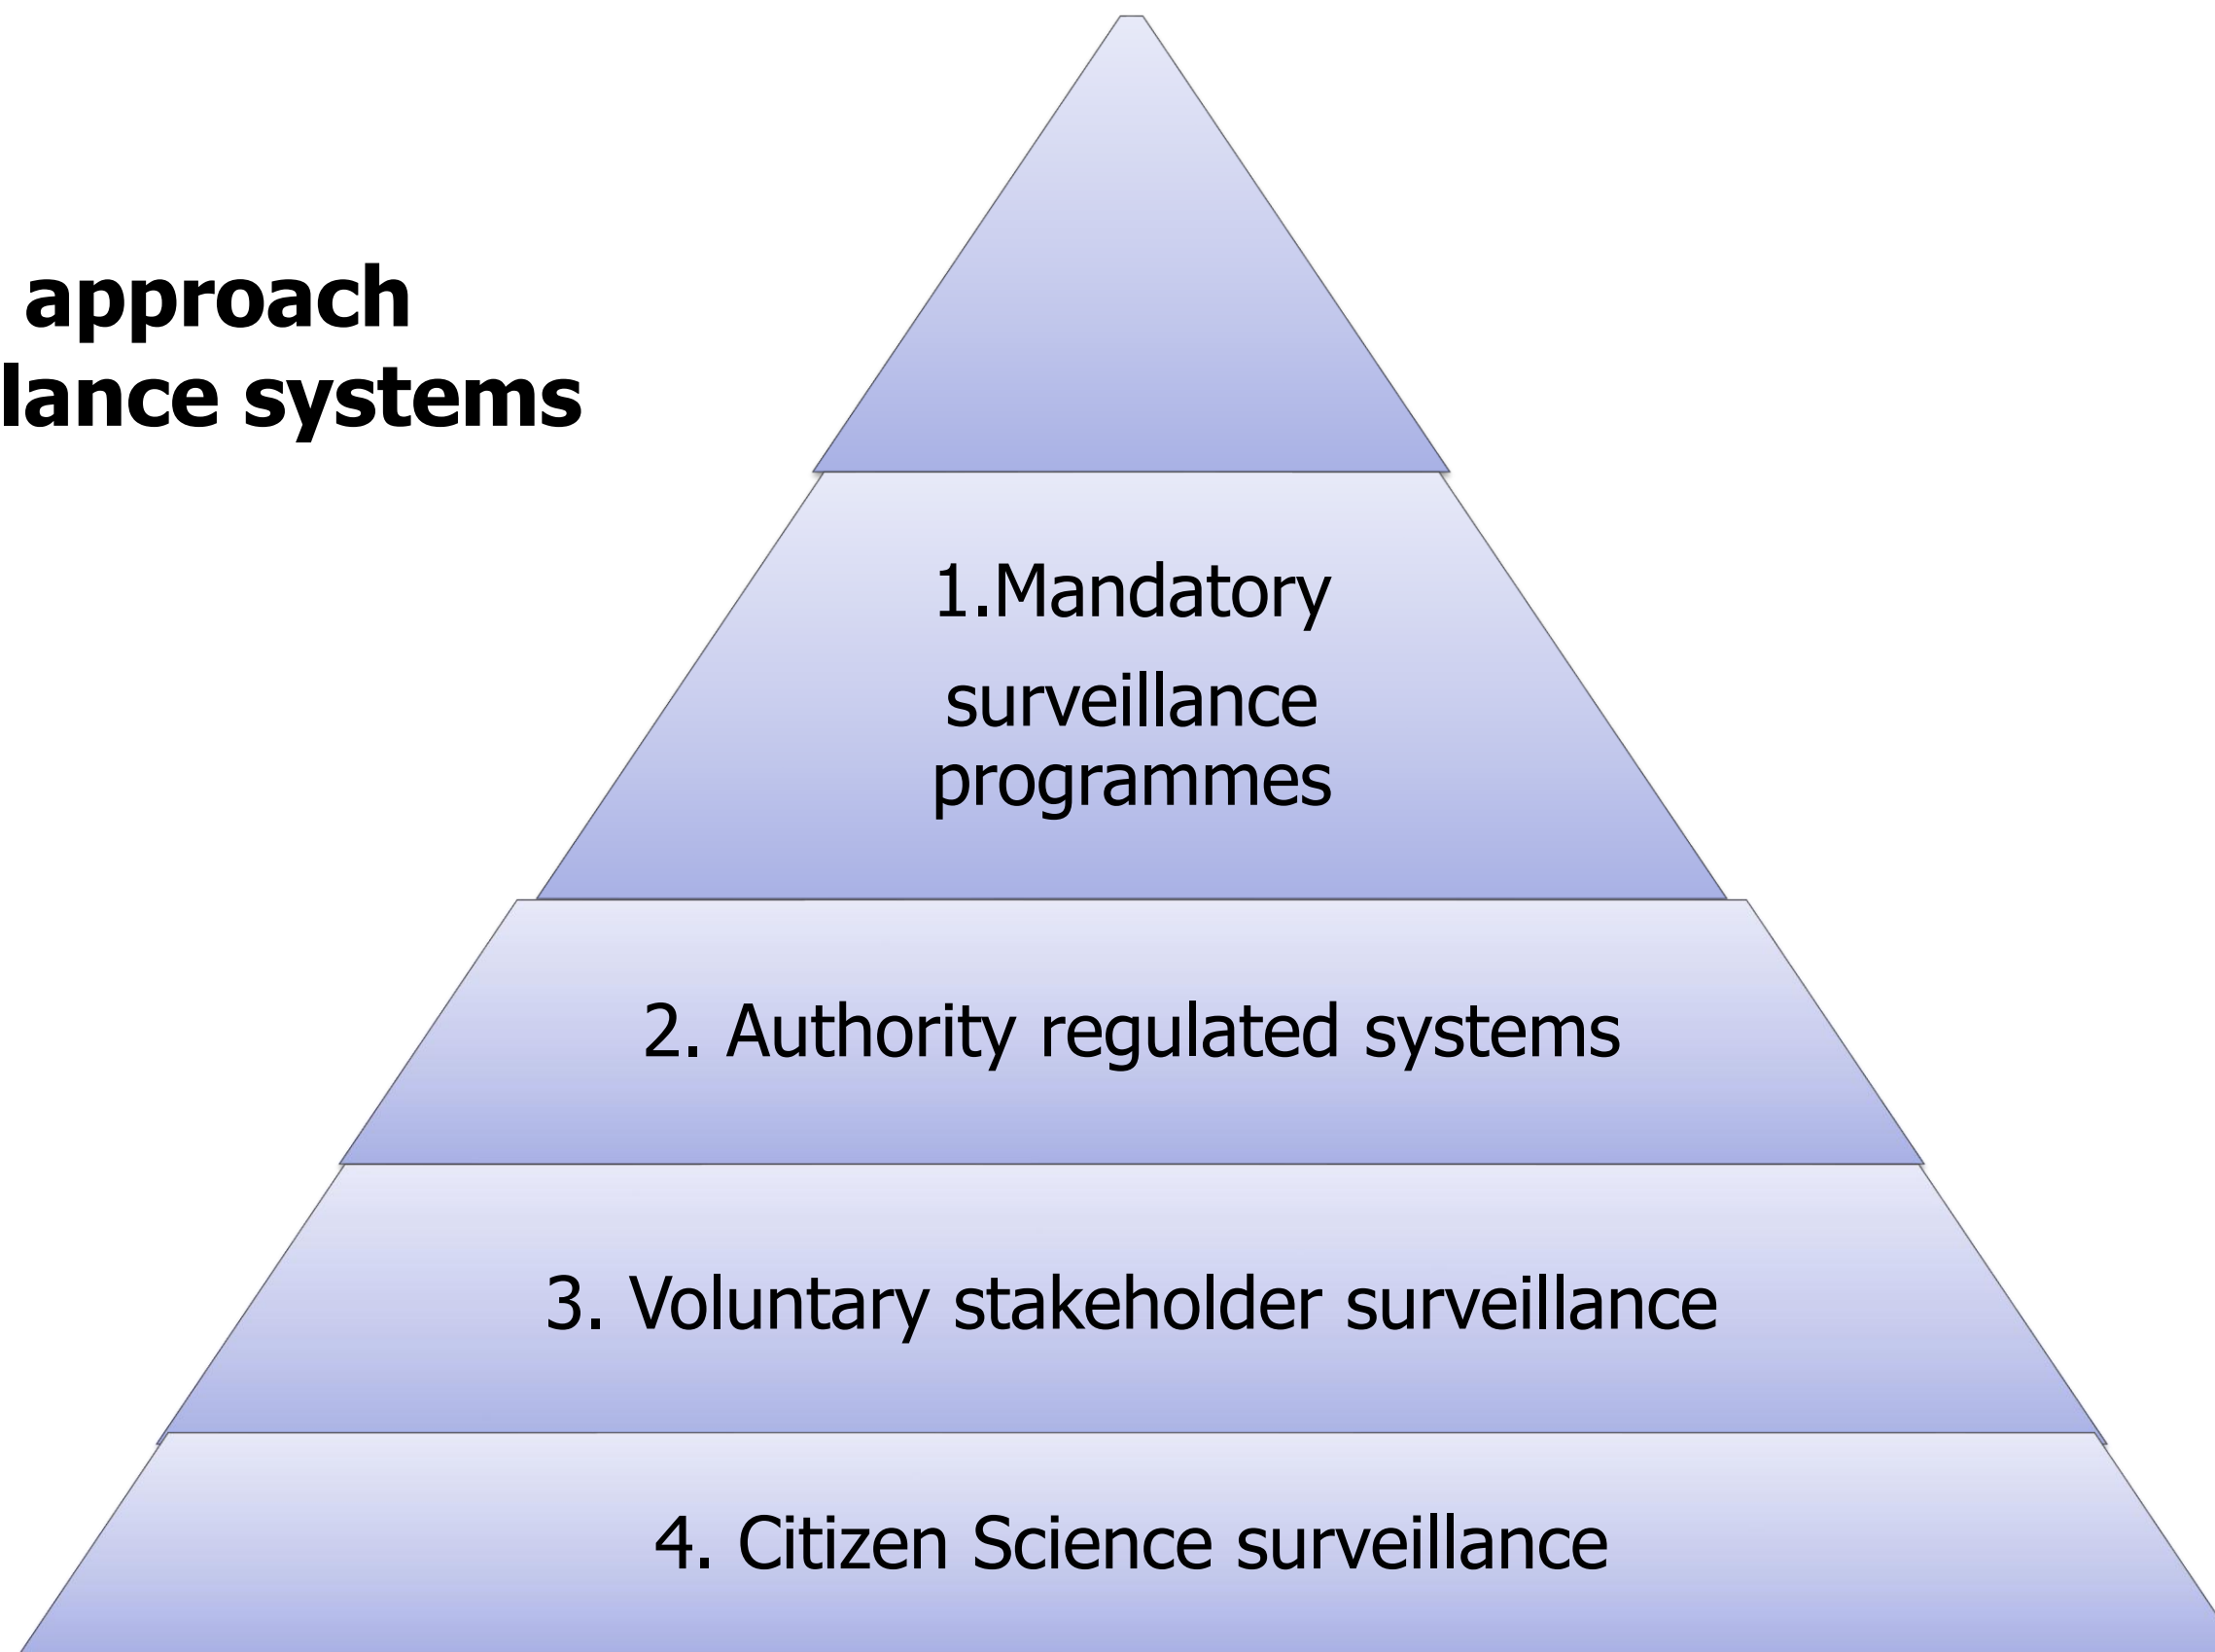 approach
lance systems
1.Mandatory
surveillance
programmes
2. Authority regulated systems
3. Voluntary stakeholder surveillance
4. Citizen Science surveillance